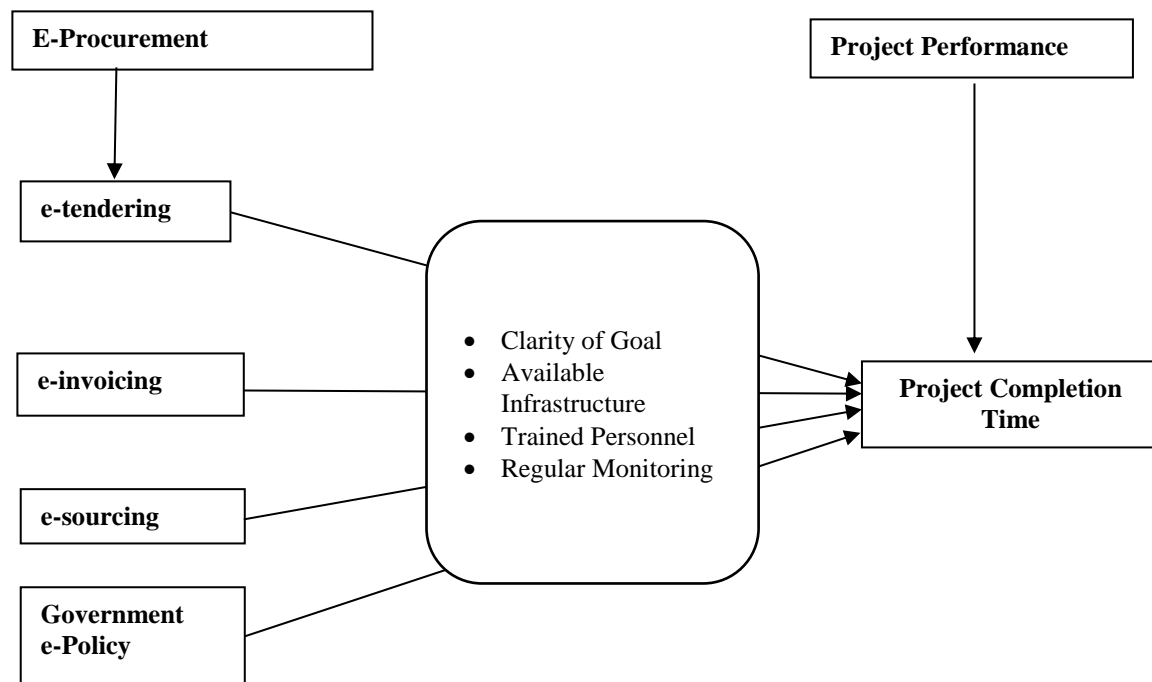 E-Procurement
Project Performance
e-tendering
e-invoicing
e-sourcing
Government
e-Policy
• Clarity of Goal
• Available
Infrastructure
• Trained Personnel
• Regular Monitoring
Project Completion
Time